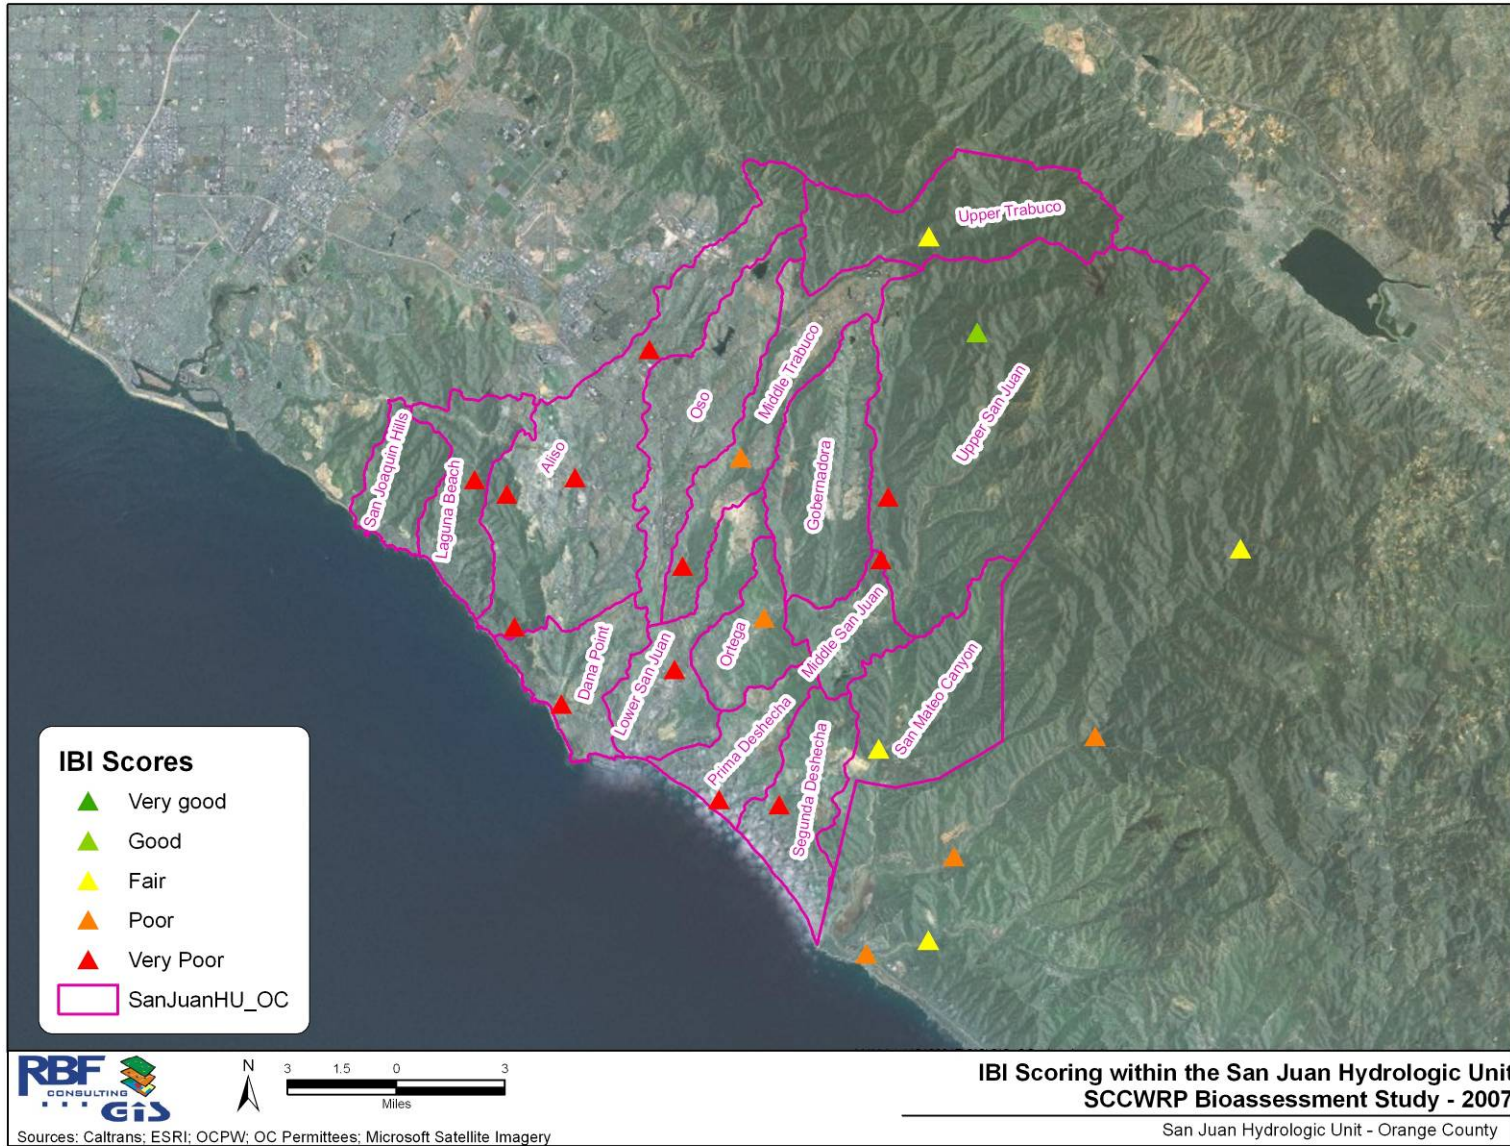 Upper Trabuco
Middle Trabuco
Upper San Juan
Oso
San Joaquin Hills
Laguna Beach
Aliso
Gobernadora
Dana Point
Lower San Juan
Ortega
Middle San Juan
San Mateo Canyon
Prima Deshecha
Segunda Deshecha
IBI Scores
Very good
Good
Fair
Poor
Very Poor
SanJuanHU_OC
RBF
CONSULTING
GIS
N
3 1.5 0 3
Miles
IBI Scoring within the San Juan Hydrologic Unit
SCCWRP Bioassessment Study - 2007
San Juan Hydrologic Unit - Orange County
Sources: Caltrans; ESRI; OCPW; OC Permittees; Microsoft Satellite Imagery